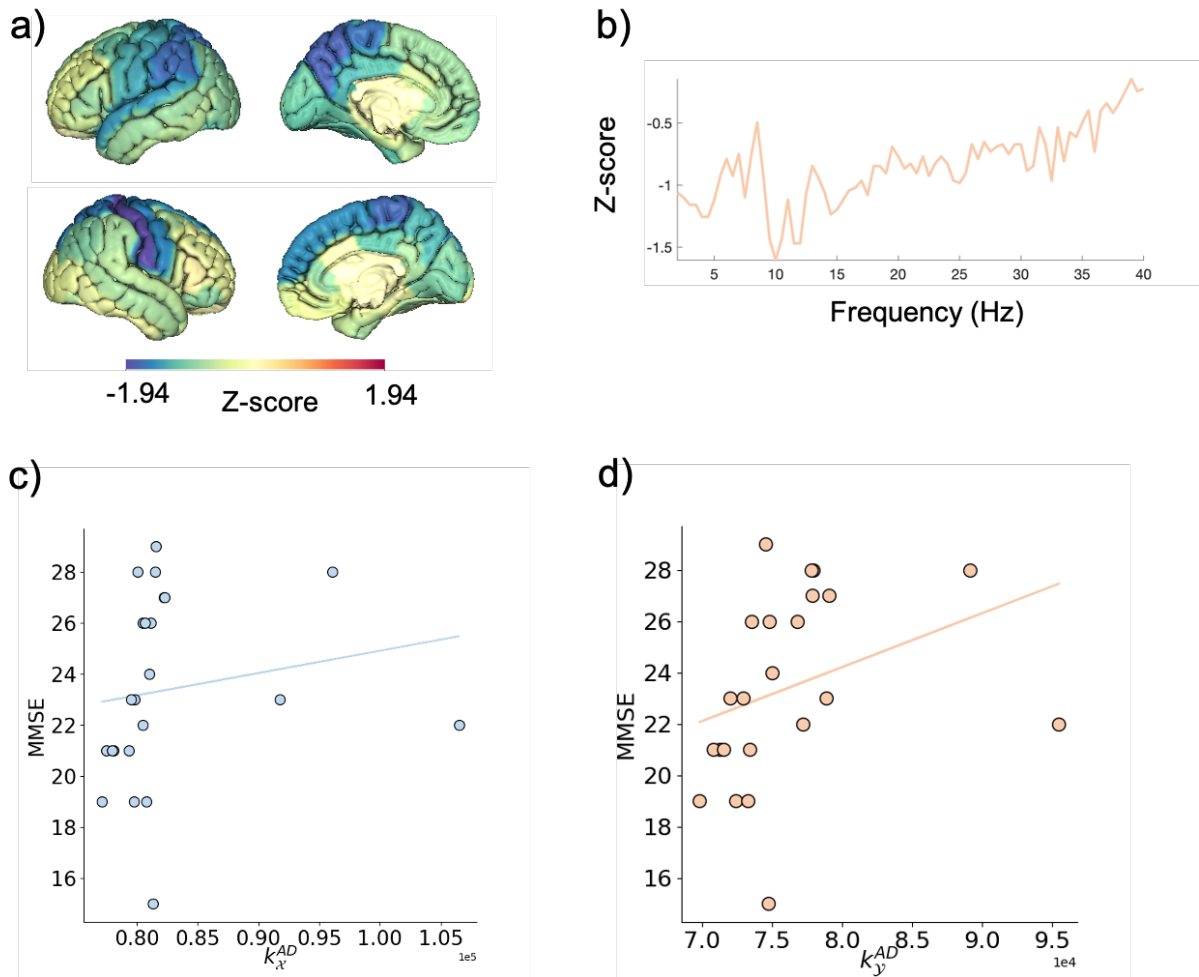 a)
-1.94
Z-score
1.94
b)
Z-score
-0.5
-1
-1.5
5 10 15 20 25 30 35 40
Frequency (Hz)
c)
MMSE
28
26
24
22
20
18
16
0.80 0.85 0.90 0.95 1.00 1.05
1e5
k_x^{AD}
d)
MMSE
28
26
24
22
20
18
16
7.0 7.5 8.0 8.5 9.0 9.5
1e4
k_y^{AD}